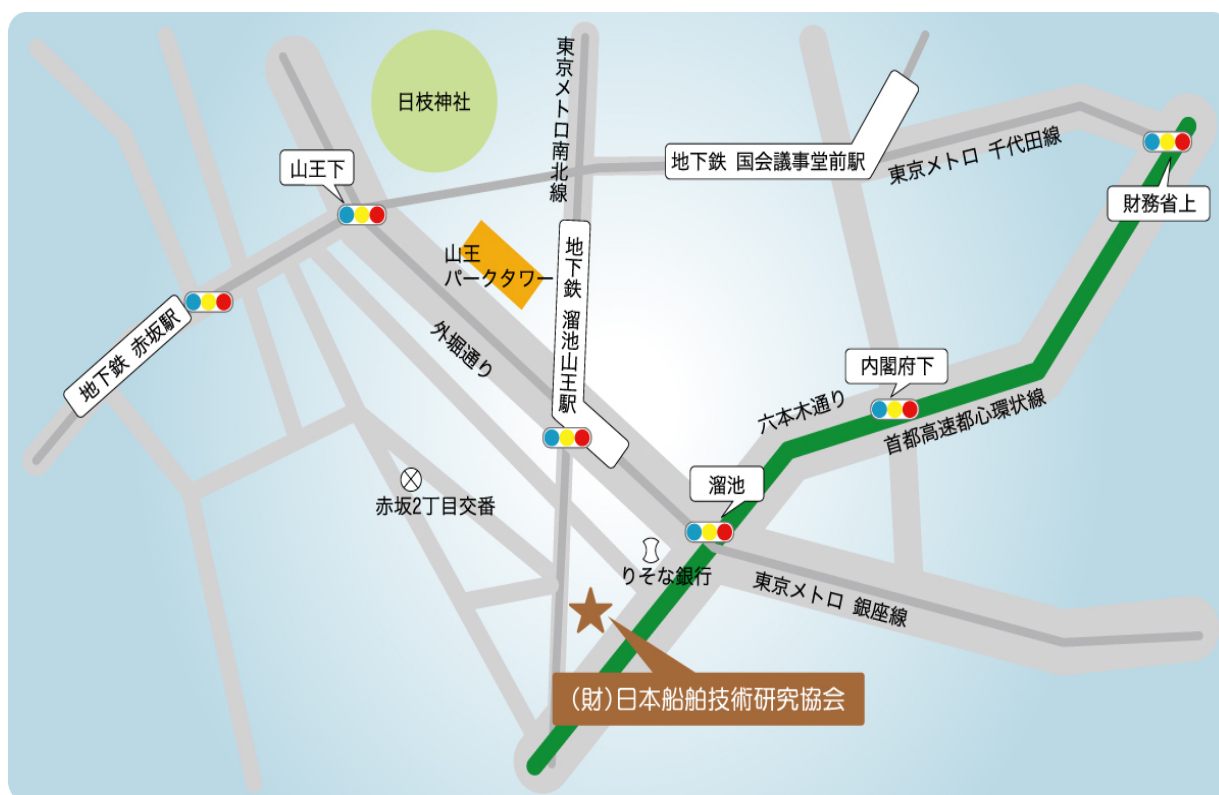 日枝神社
東京メトロ南北線
山王下
地下鉄 国会議事堂前駅
東京メトロ 千代田線
財務省上
山王
パークタワー
地下鉄 溜池山王駅
地下鉄 赤坂駅
外堀通り
内閣府下
六本木通り
首都高速都心環状線
溜池
赤坂2丁目交番
りそな銀行
東京メトロ 銀座線
(財)日本船舶技術研究協会